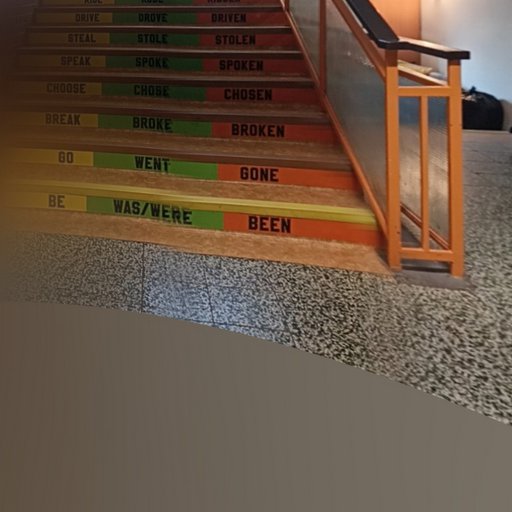 DRIVE DROVE DRIVEN
STEAL STOLE STOLEN
SPEAK SPOKE SPOKEN
CHOOSE CHOSE CHOSEN
BREAK BROKE BROKEN
GO WENT GONE
BE WAS/WERE BEEN